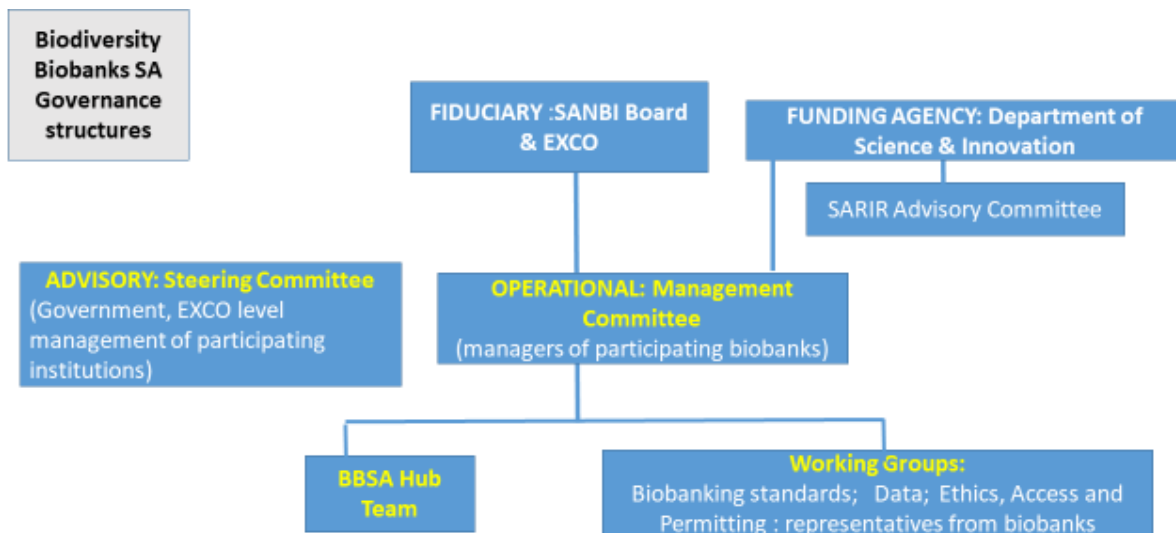 Biodiversity
Biobanks SA
Governance
structures
FIDUCIARY :SANBI Board
& EXCO
FUNDING AGENCY: Department of
Science & Innovation
SARIR Advisory Committee
ADVISORY: Steering Committee
(Government, EXCO level
management of participating
institutions)
OPERATIONAL: Management
Committee
(managers of participating biobanks)
BBSA Hub
Team
Working Groups:
Biobanking standards; Data; Ethics, Access and
Permitting : representatives from biobanks